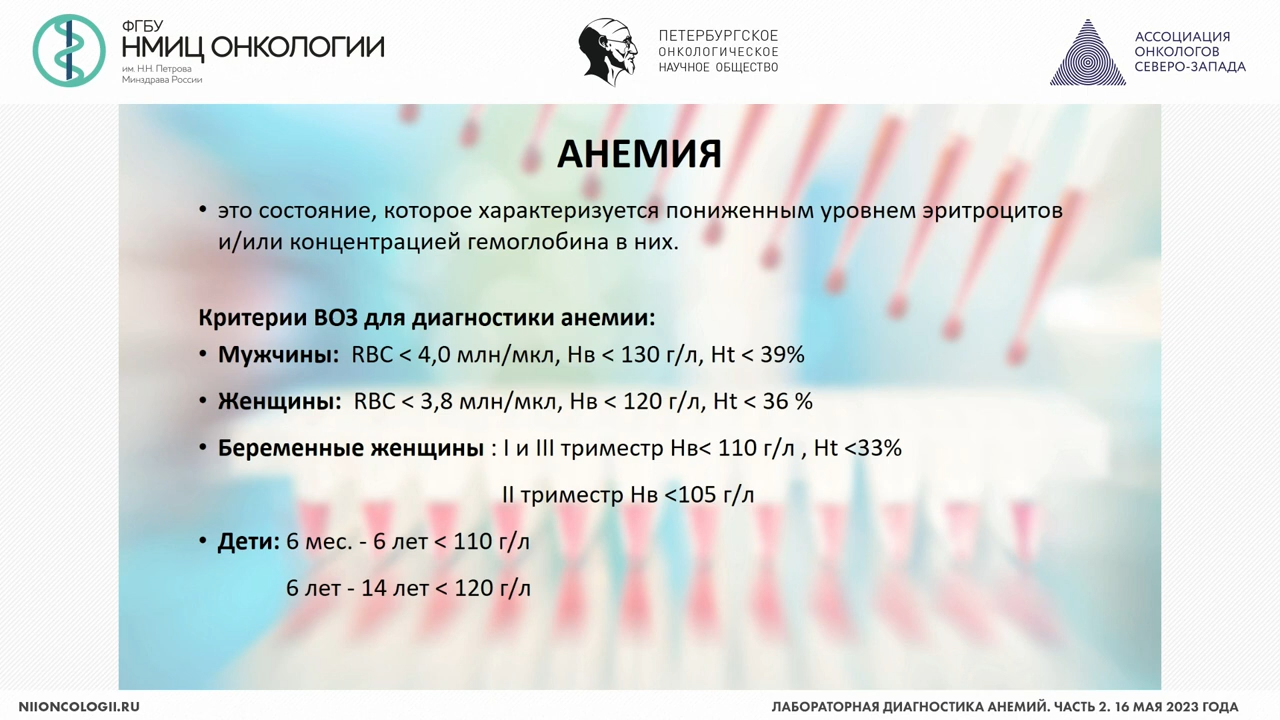 ФГБУ
НМИЦ ОНКОЛОГИИ
им. Н.Н. Петрова
Минздрава России
ПЕТЕРБУРГСКОЕ
ОНКОЛОГИЧЕСКОЕ
НАУЧНОЕ ОБЩЕСТВО
АССОЦИАЦИЯ
ОНКОЛОГОВ
СЕВЕРО-ЗАПАДА
АНЕМИЯ
• это состояние, которое характеризуется пониженным уровнем эритроцитов
и/или концентрацией гемоглобина в них.
Критерии ВОЗ для диагностики анемии:
• Мужчины: RBC < 4,0 млн/мкл, Нв < 130 г/л, Ht < 39%
• Женщины: RBC < 3,8 млн/мкл, Нв < 120 г/л, Ht < 36 %
• Беременные женщины : I и III триместр Нв< 110 г/л , Ht <33%
II триместр Нв <105 г/л
• Дети: 6 мес. - 6 лет < 110 г/л
6 лет - 14 лет < 120 г/л
NIIONCOLOGII.RU
ЛАБОРАТОРНАЯ ДИАГНОСТИКА АНЕМИЙ. ЧАСТЬ 2. 16 МАЯ 2023 ГОДА